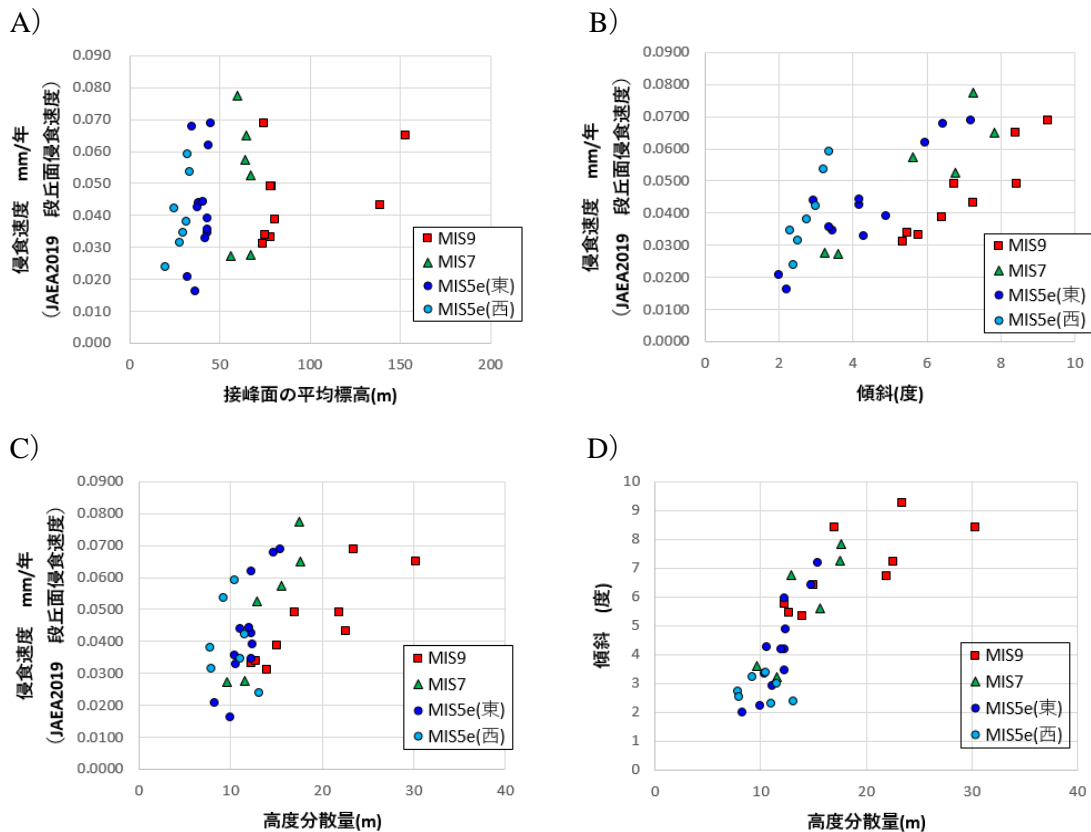 A）
侵食速度　mm/年
（JAEA2019　段丘面侵食速度）
0.090
0.080
0.070
0.060
0.050
0.040
0.030
0.020
0.010
0.000
0
50
100
150
200
接峰面の平均標高(m)
MIS9
MIS7
MIS5e(東)
MIS5e(西)
B）
侵食速度　mm/年
（JAEA2019　段丘面侵食速度）
0.0900
0.0800
0.0700
0.0600
0.0500
0.0400
0.0300
0.0200
0.0100
0.0000
0
2
4
6
8
10
傾斜(度)
MIS9
MIS7
MIS5e(東)
MIS5e(西)
C）
侵食速度　mm/年
（JAEA2019　段丘面侵食速度）
0.0900
0.0800
0.0700
0.0600
0.0500
0.0400
0.0300
0.0200
0.0100
0.0000
0
10
20
30
40
高度分散量(m)
MIS9
MIS7
MIS5e(東)
MIS5e(西)
D）
傾斜　(度)
10
9
8
7
6
5
4
3
2
1
0
0
10
20
30
40
高度分散量(m)
MIS9
MIS7
MIS5e(東)
MIS5e(西)